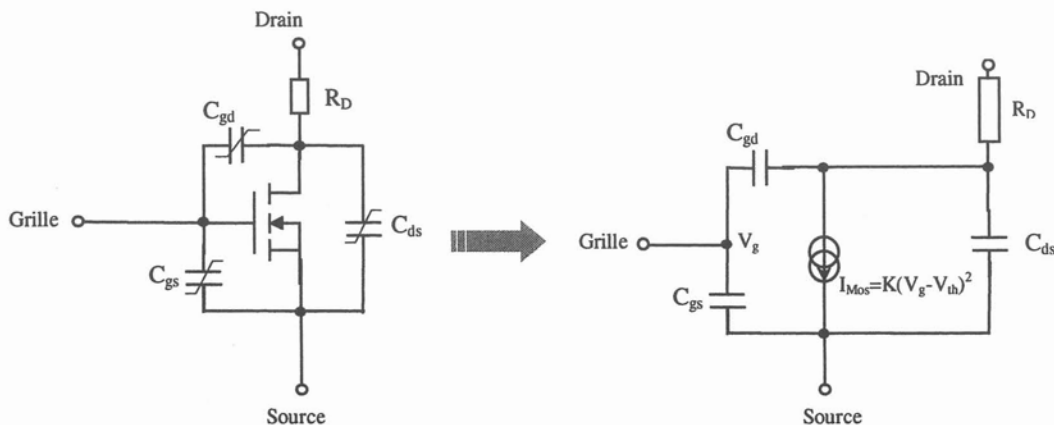 Drain
R_D
C_gd
Grille
C_gs
C_ds
Source
Drain
R_D
C_gd
Grille
V_g
C_gs
I_Mos=K(V_g-V_th)^2
C_ds
Source